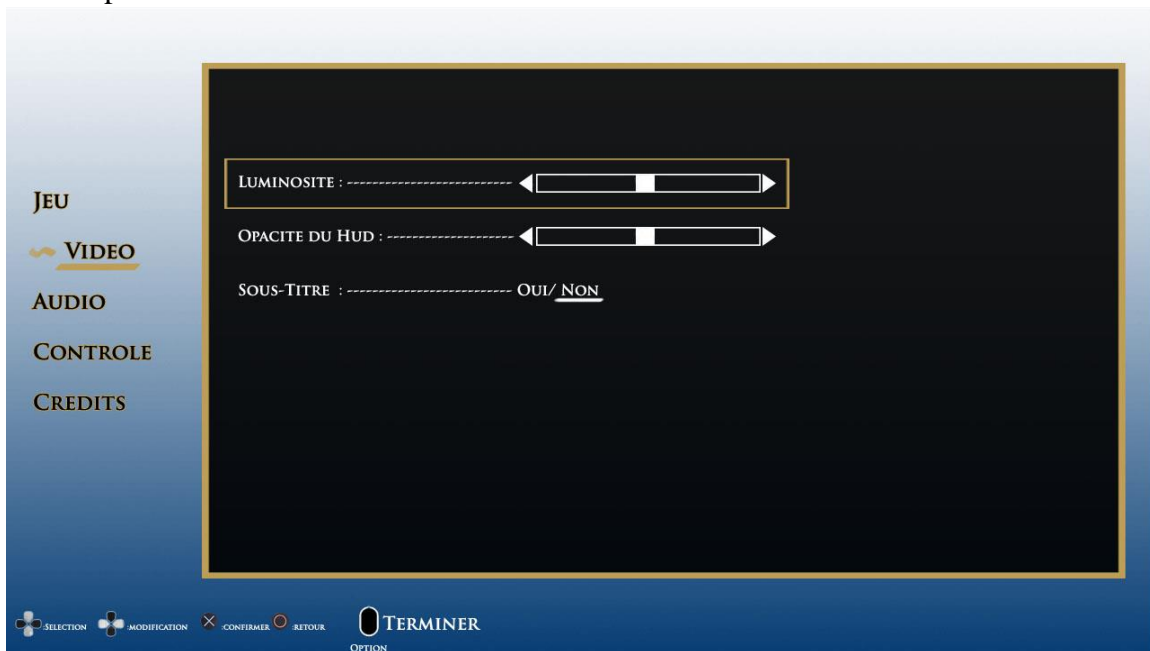 JEU
VIDEO
AUDIO
CONTROLE
CREDITS
LUMINOSITE : --------------------------
OPACITE DU HUD : --------------------
SOUS-TITRE : -------------------------- OUI/ NON
:SELECTION :MODIFICATION :CONFIRMER :RETOUR TERMINER
OPTION